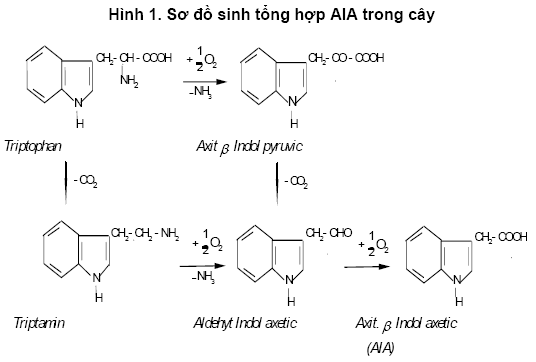 Hình 1. Sơ đồ sinh tổng hợp AIA trong cây
CH₂-CH-COOH
NH₂
+ 1/2 O₂
-NH₃
CH₂-CO-COOH
N
H
N
H
Triptophan
Axit β Indol pyruvic
-CO₂
-CO₂
CH₂-CH₂-NH₂
+ 1/2 O₂
-NH₃
CH₂-CHO
+ 1/2 O₂
CH₂-COOH
N
H
N
H
N
H
Triptamin
Aldehyt Indol axetic
Axit. β Indol axetic
(AIA)